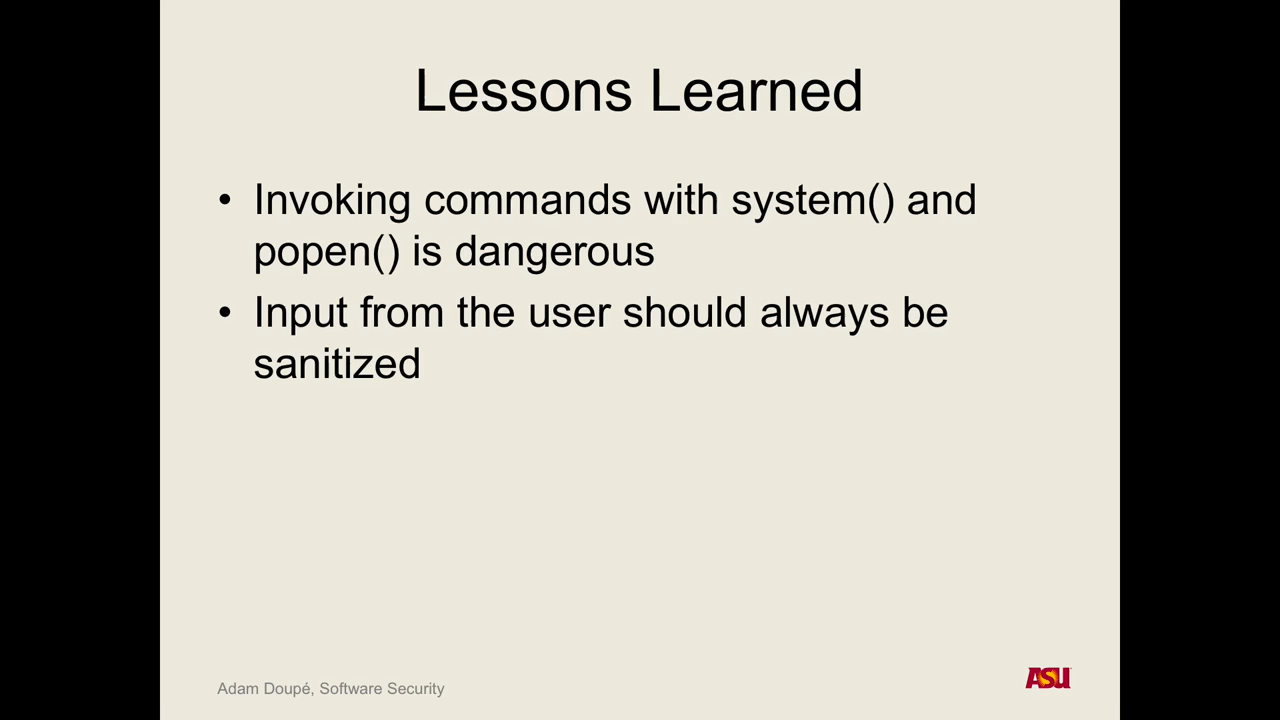 Lessons Learned
• Invoking commands with system() and
popen() is dangerous
• Input from the user should always be
sanitized
Adam Doupé, Software Security
ASU